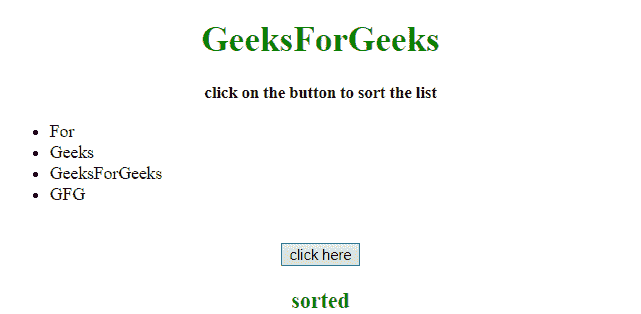 GeeksForGeeks
click on the button to sort the list
For
Geeks
GeeksForGeeks
GFG
click here
sorted